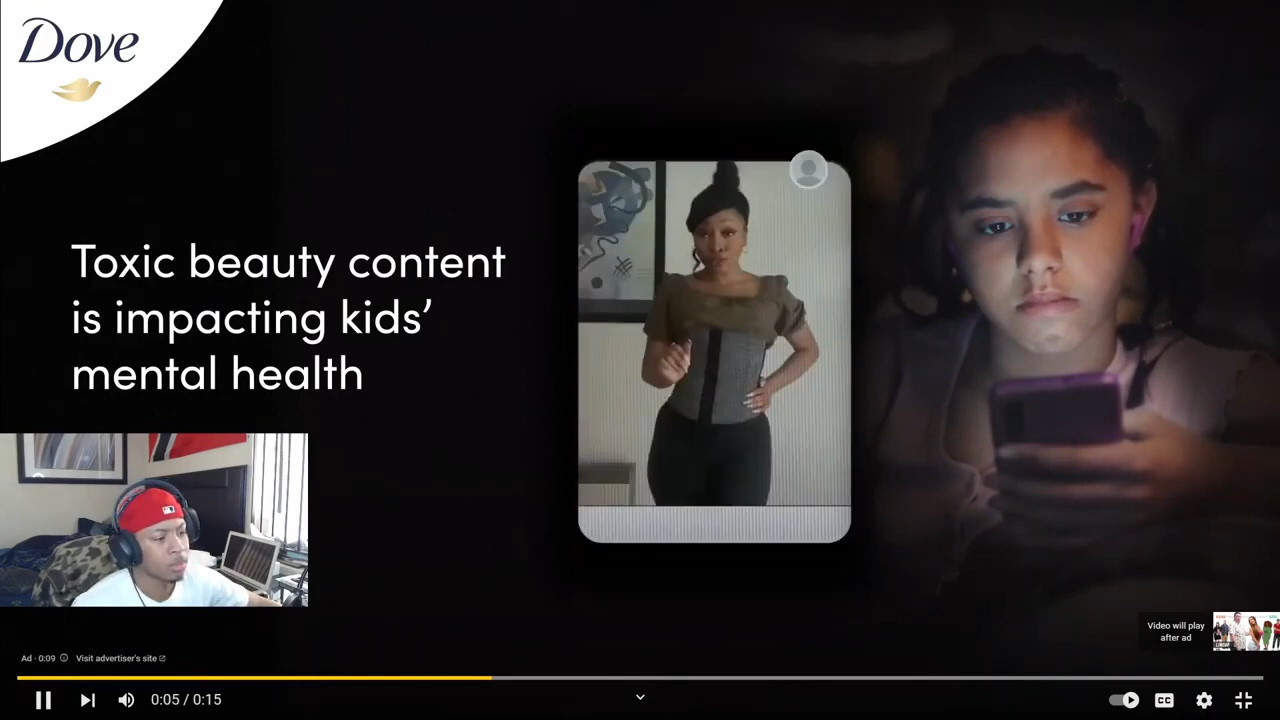 Dove
Toxic beauty content
is impacting kids’
mental health
Video will play
after ad
Ad · 0:09
Visit advertiser's site
0:05 / 0:15
CC